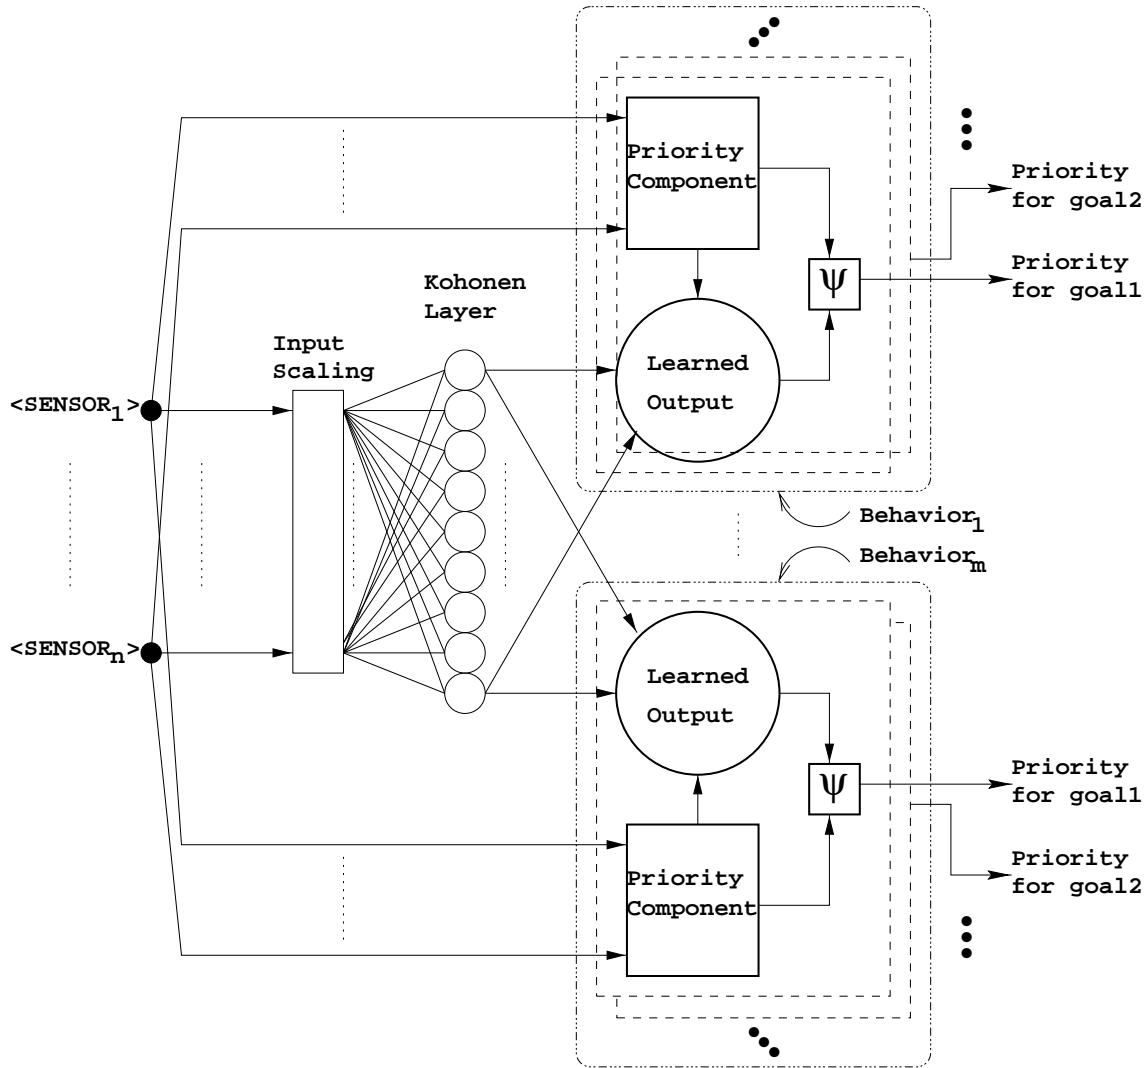 Priority
Component
Priority
for goal2
Priority
for goal1
Ψ
Kohonen
Layer
Input
Scaling
Learned
Output
<SENSOR1>
Behavior1
Behaviorm
<SENSORn>
Learned
Output
Ψ
Priority
for goal1
Priority
Component
Priority
for goal2